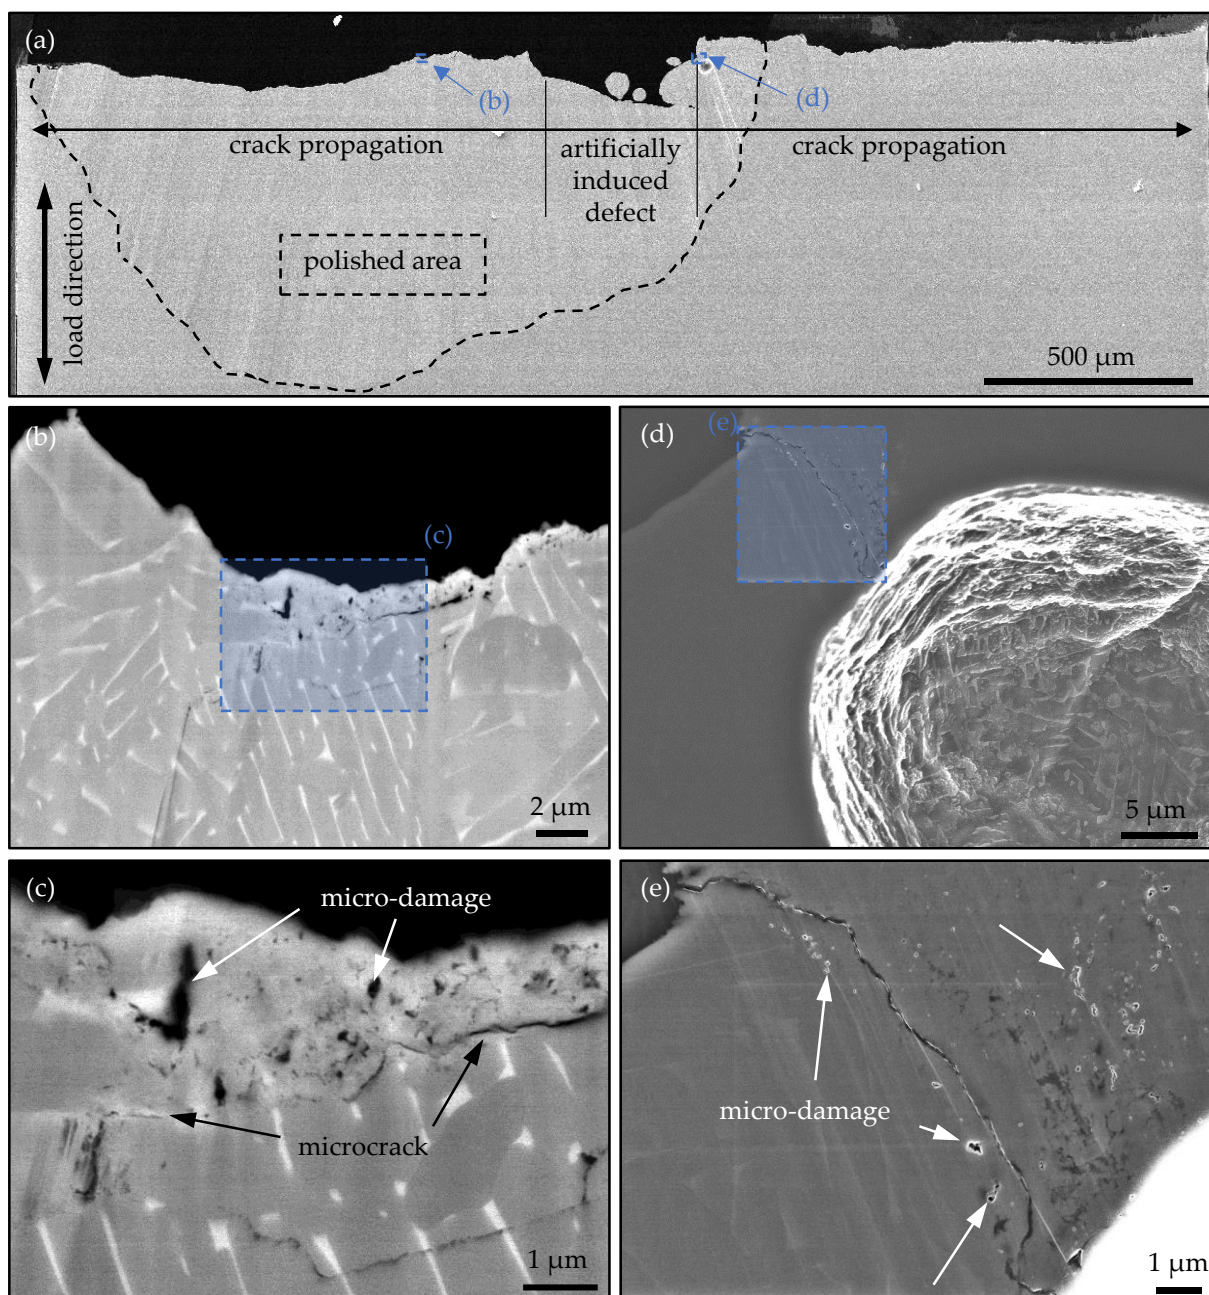 (a)
(b)
(d)
crack propagation
artificially
induced
defect
crack propagation
load direction
polished area
500 µm
(b)
(c)
2 µm
(d)
(e)
5 µm
(c)
micro-damage
microcrack
1 µm
(e)
micro-damage
1 µm